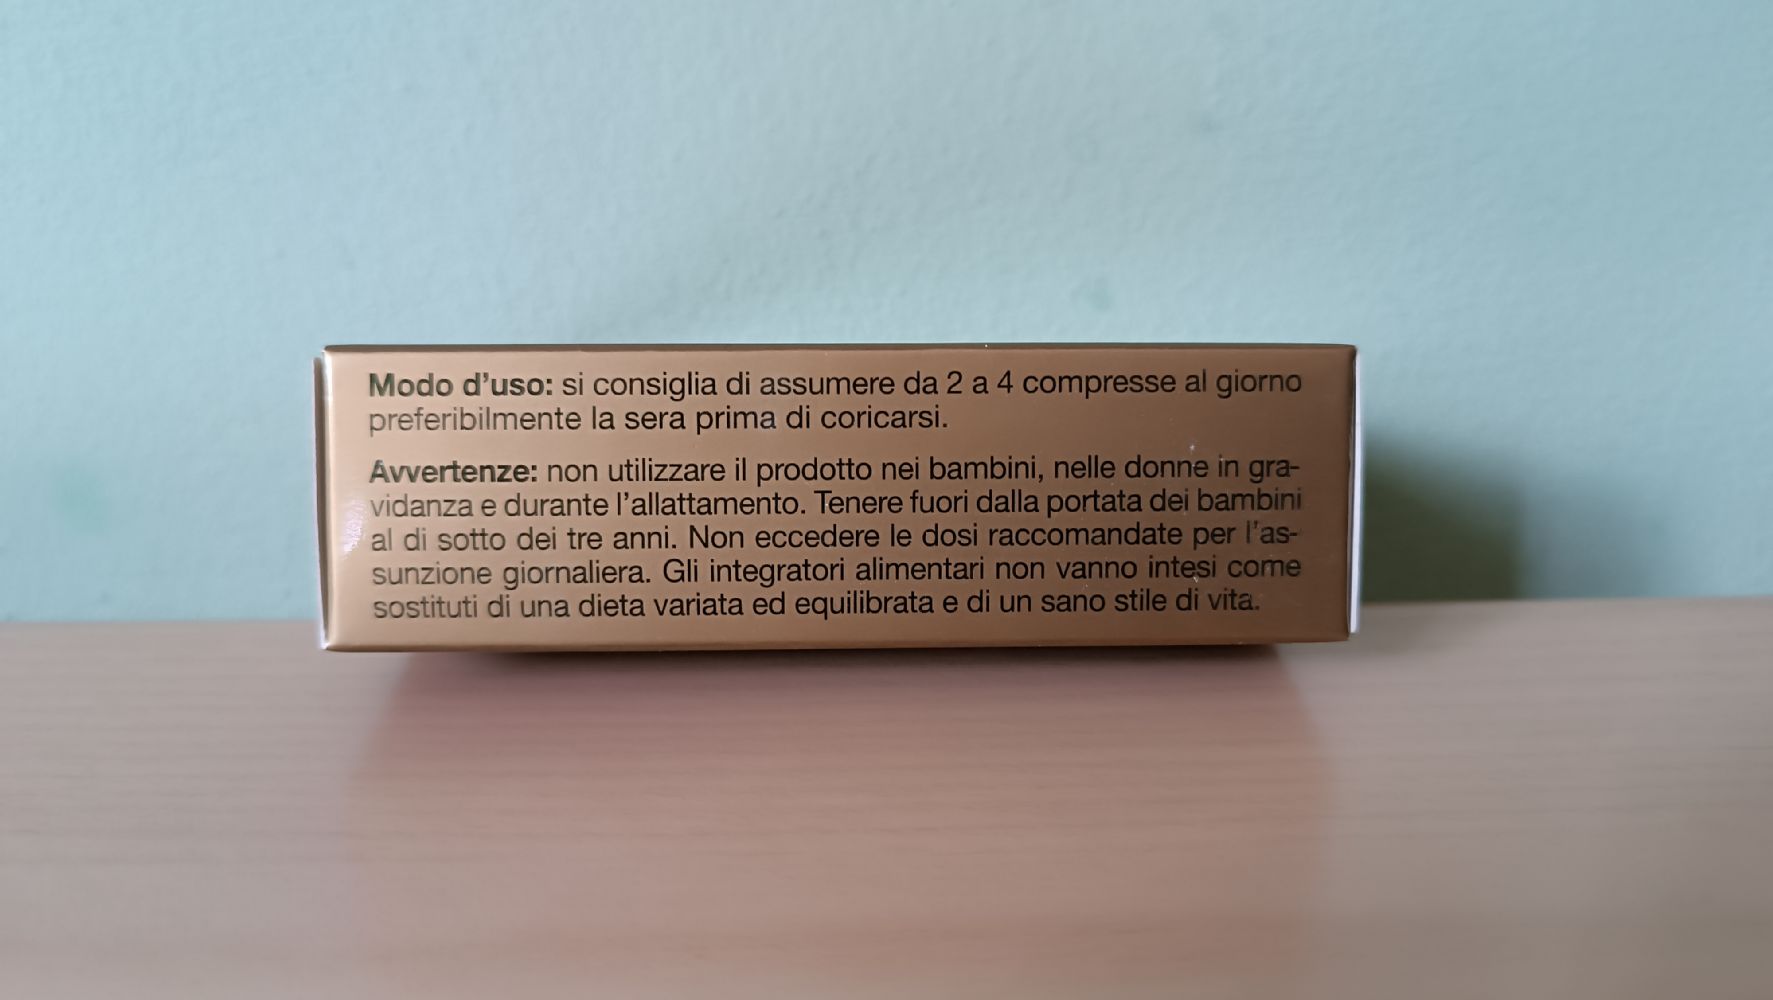 Modo d'uso: si consiglia di assumere da 2 a 4 compresse al giorno
preferibilmente la sera prima di coricarsi.
Avvertenze: non utilizzare il prodotto nei bambini, nelle donne in gra-
vidanza e durante l'allattamento. Tenere fuori dalla portata dei bambini
al di sotto dei tre anni. Non eccedere le dosi raccomandate per l'as-
sunzione giornaliera. Gli integratori alimentari non vanno intesi come
sostituti di una dieta variata ed equilibrata e di un sano stile di vita.